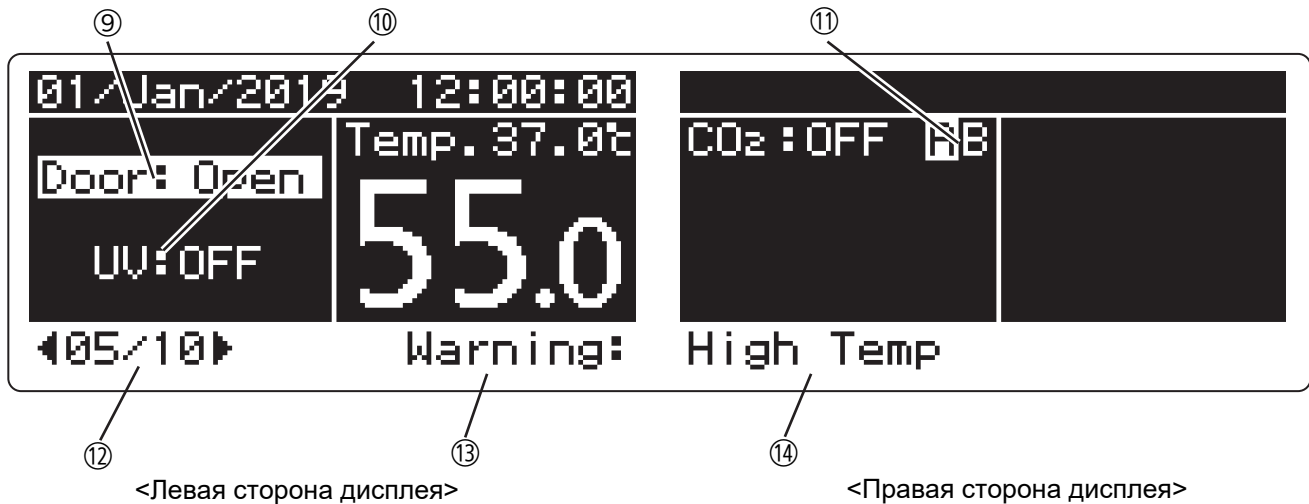 ⑨ ⑩ ⑪
01/Jan/2019 12:00:00
Temp.37.0℃ CO₂:OFF AB
Door: Open
55.0
UV:OFF
◀05/10▶ Warning: High Temp
⑫ ⑬ ⑭
<Левая сторона дисплея> <Правая сторона дисплея>